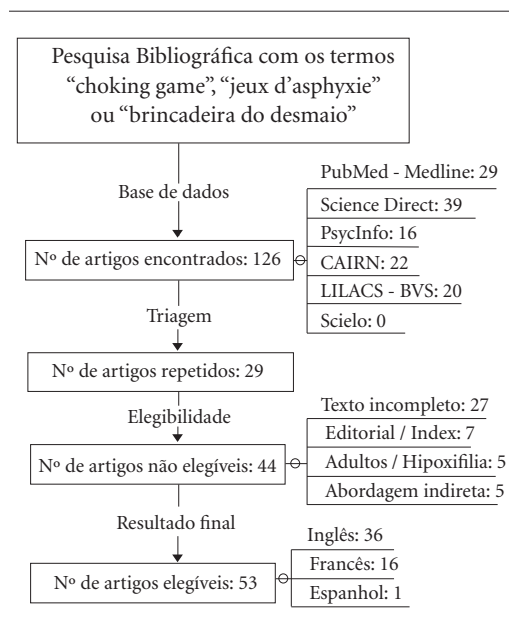 Pesquisa Bibliográfica com os termos
“choking game”, “jeux d’asphyxie”
ou “brincadeira do desmaio”
Base de dados
Nº de artigos encontrados: 126
PubMed - Medline: 29
Science Direct: 39
PsycInfo: 16
CAIRN: 22
LILACS - BVS: 20
Scielo: 0
Triagem
Nº de artigos repetidos: 29
Elegibilidade
Nº de artigos não elegíveis: 44
Texto incompleto: 27
Editorial / Index: 7
Adultos / Hipoxifilia: 5
Abordagem indireta: 5
Resultado final
Nº de artigos elegíveis: 53
Inglês: 36
Francês: 16
Espanhol: 1